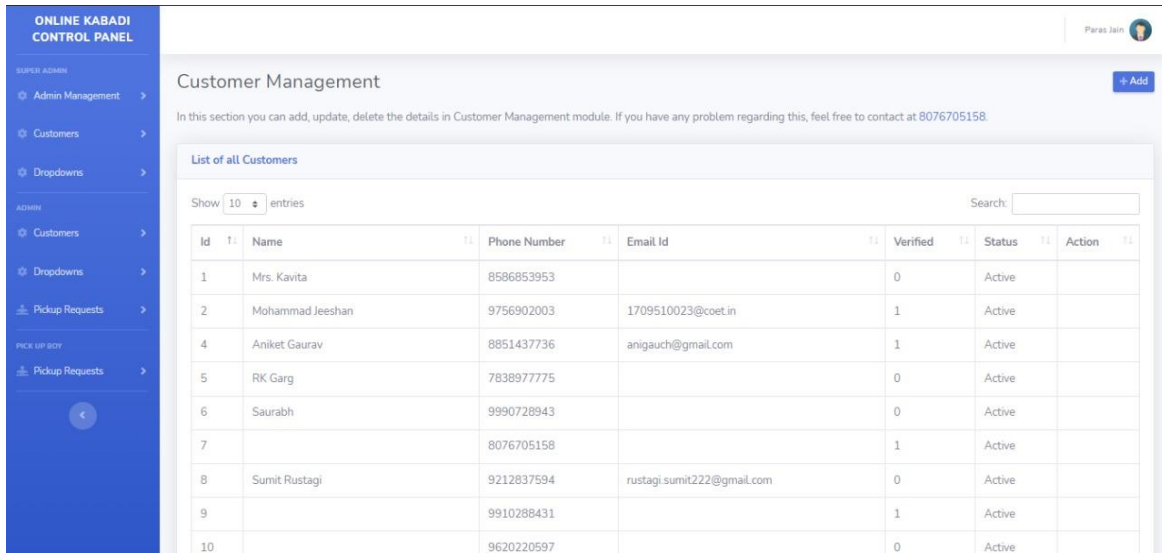 ONLINE KABADI
CONTROL PANEL
Paras Jain
SUPER ADMIN
Admin Management
Customers
Dropdowns
ADMIN
Customers
Dropdowns
Pickup Requests
PICK UP BOY
Pickup Requests
Customer Management
+ Add
In this section you can add, update, delete the details in Customer Management module. If you have any problem regarding this, feel free to contact at 8076705158.
List of all Customers
Show 10 entries Search:
Id Name Phone Number Email Id Verified Status Action
1 Mrs. Kavita 8586853953 0 Active
2 Mohammad Jeeshan 9756902003 1709510023@coet.in 1 Active
4 Aniket Gaurav 8851437736 anigauch@gmail.com 1 Active
5 RK Garg 7838977775 0 Active
6 Saurabh 9990728943 0 Active
7 8076705158 1 Active
8 Sumit Rustagi 9212837594 rustagi.sumit222@gmail.com 0 Active
9 9910288431 1 Active
10 9620220597 0 Active